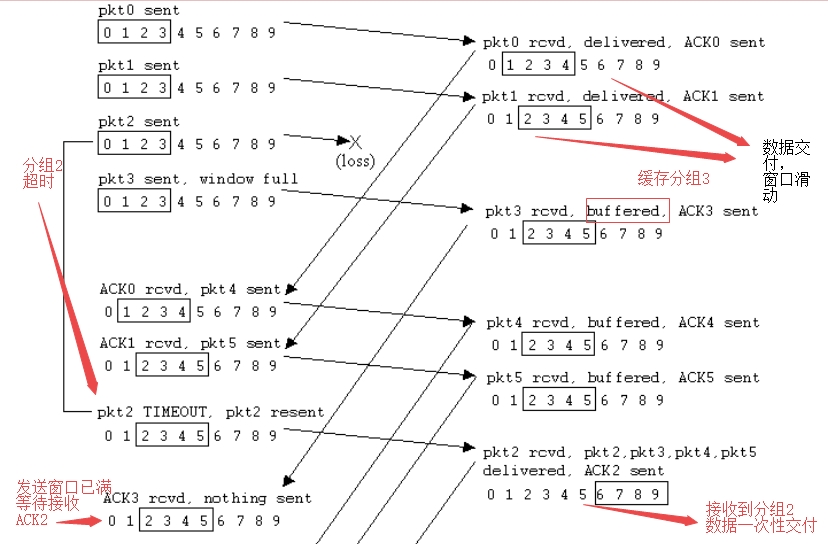 pkt0 sent
0 1 2 3 4 5 6 7 8 9
pkt0 rcvd, delivered, ACK0 sent
0 1 2 3 4 5 6 7 8 9
pkt1 sent
0 1 2 3 4 5 6 7 8 9
pkt1 rcvd, delivered, ACK1 sent
0 1 2 3 4 5 6 7 8 9
pkt2 sent
0 1 2 3 4 5 6 7 8 9
X
(loss)
数据交
付，
窗口滑
动
分组2
超时
缓存分组3
pkt3 sent, window full
0 1 2 3 4 5 6 7 8 9
pkt3 rcvd, buffered, ACK3 sent
0 1 2 3 4 5 6 7 8 9
ACK0 rcvd, pkt4 sent
0 1 2 3 4 5 6 7 8 9
pkt4 rcvd, buffered, ACK4 sent
0 1 2 3 4 5 6 7 8 9
ACK1 rcvd, pkt5 sent
0 1 2 3 4 5 6 7 8 9
pkt5 rcvd, buffered, ACK5 sent
0 1 2 3 4 5 6 7 8 9
pkt2 TIMEOUT, pkt2 resent
0 1 2 3 4 5 6 7 8 9
pkt2 rcvd, pkt2,pkt3,pkt4,pkt5
delivered, ACK2 sent
0 1 2 3 4 5 6 7 8 9
发送窗口已满
等待接收
ACK2
ACK3 rcvd, nothing sent
0 1 2 3 4 5 6 7 8 9
接收到分组2
数据一次性交付